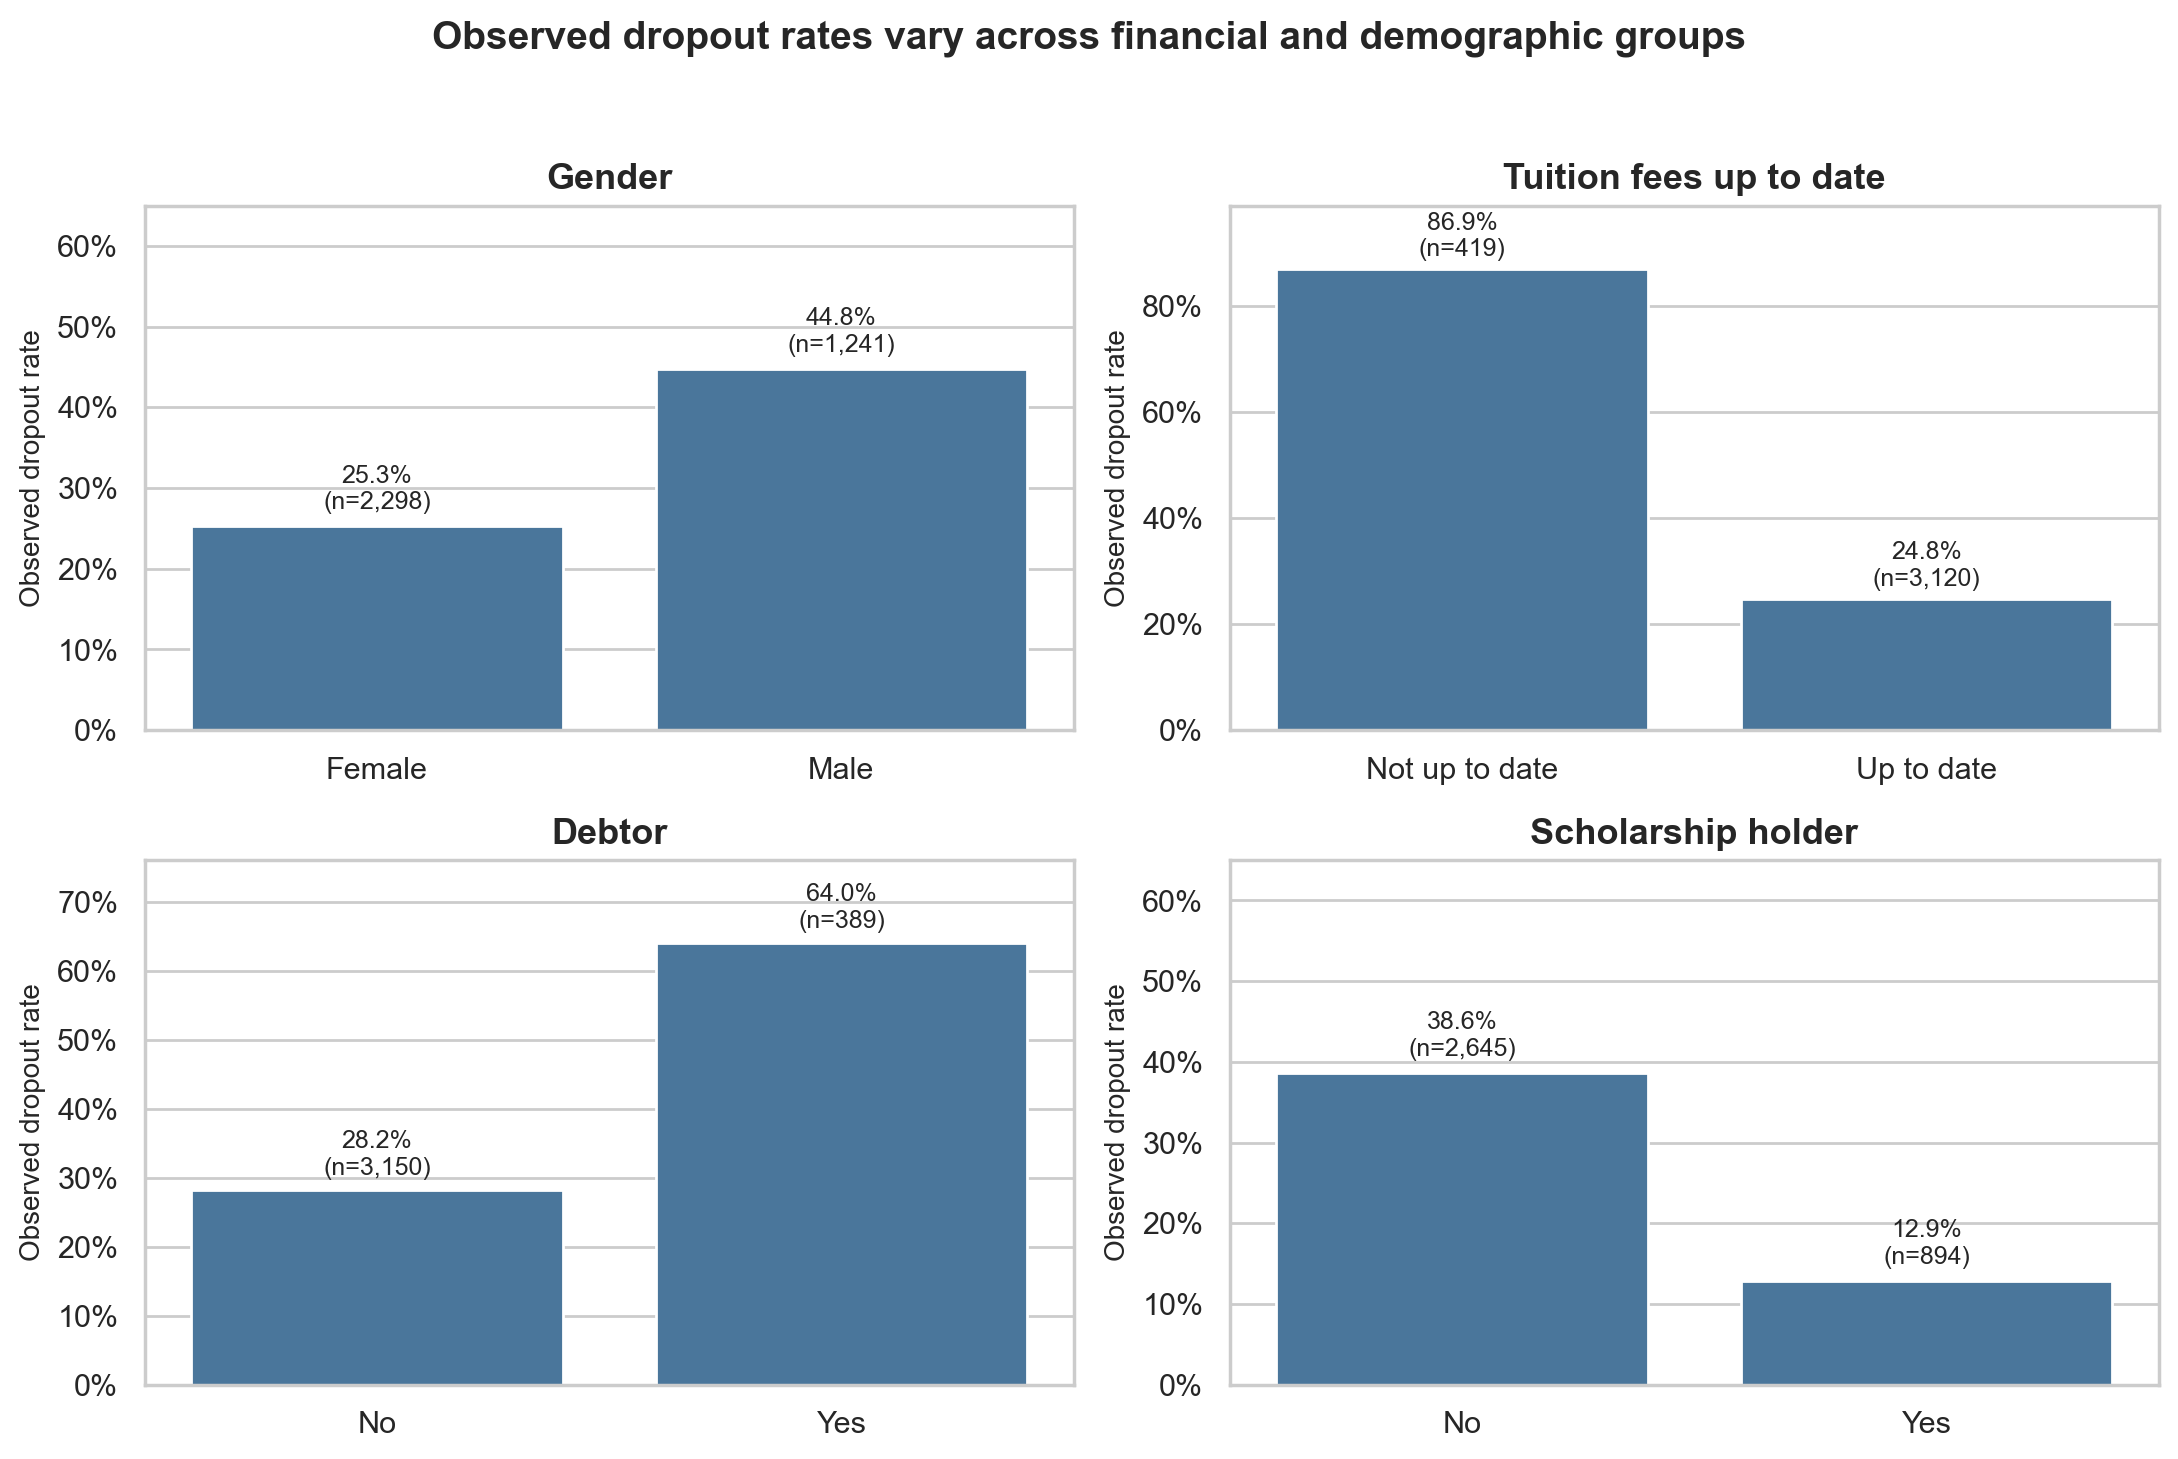 Observed dropout rates vary across financial and demographic groups
Gender
Observed dropout rate
60%
50%
40%
30%
20%
10%
0%
25.3%
(n=2,298)
44.8%
(n=1,241)
Female
Male
Tuition fees up to date
Observed dropout rate
80%
60%
40%
20%
0%
86.9%
(n=419)
24.8%
(n=3,120)
Not up to date
Up to date
Debtor
Observed dropout rate
70%
60%
50%
40%
30%
20%
10%
0%
28.2%
(n=3,150)
64.0%
(n=389)
No
Yes
Scholarship holder
Observed dropout rate
60%
50%
40%
30%
20%
10%
0%
38.6%
(n=2,645)
12.9%
(n=894)
No
Yes